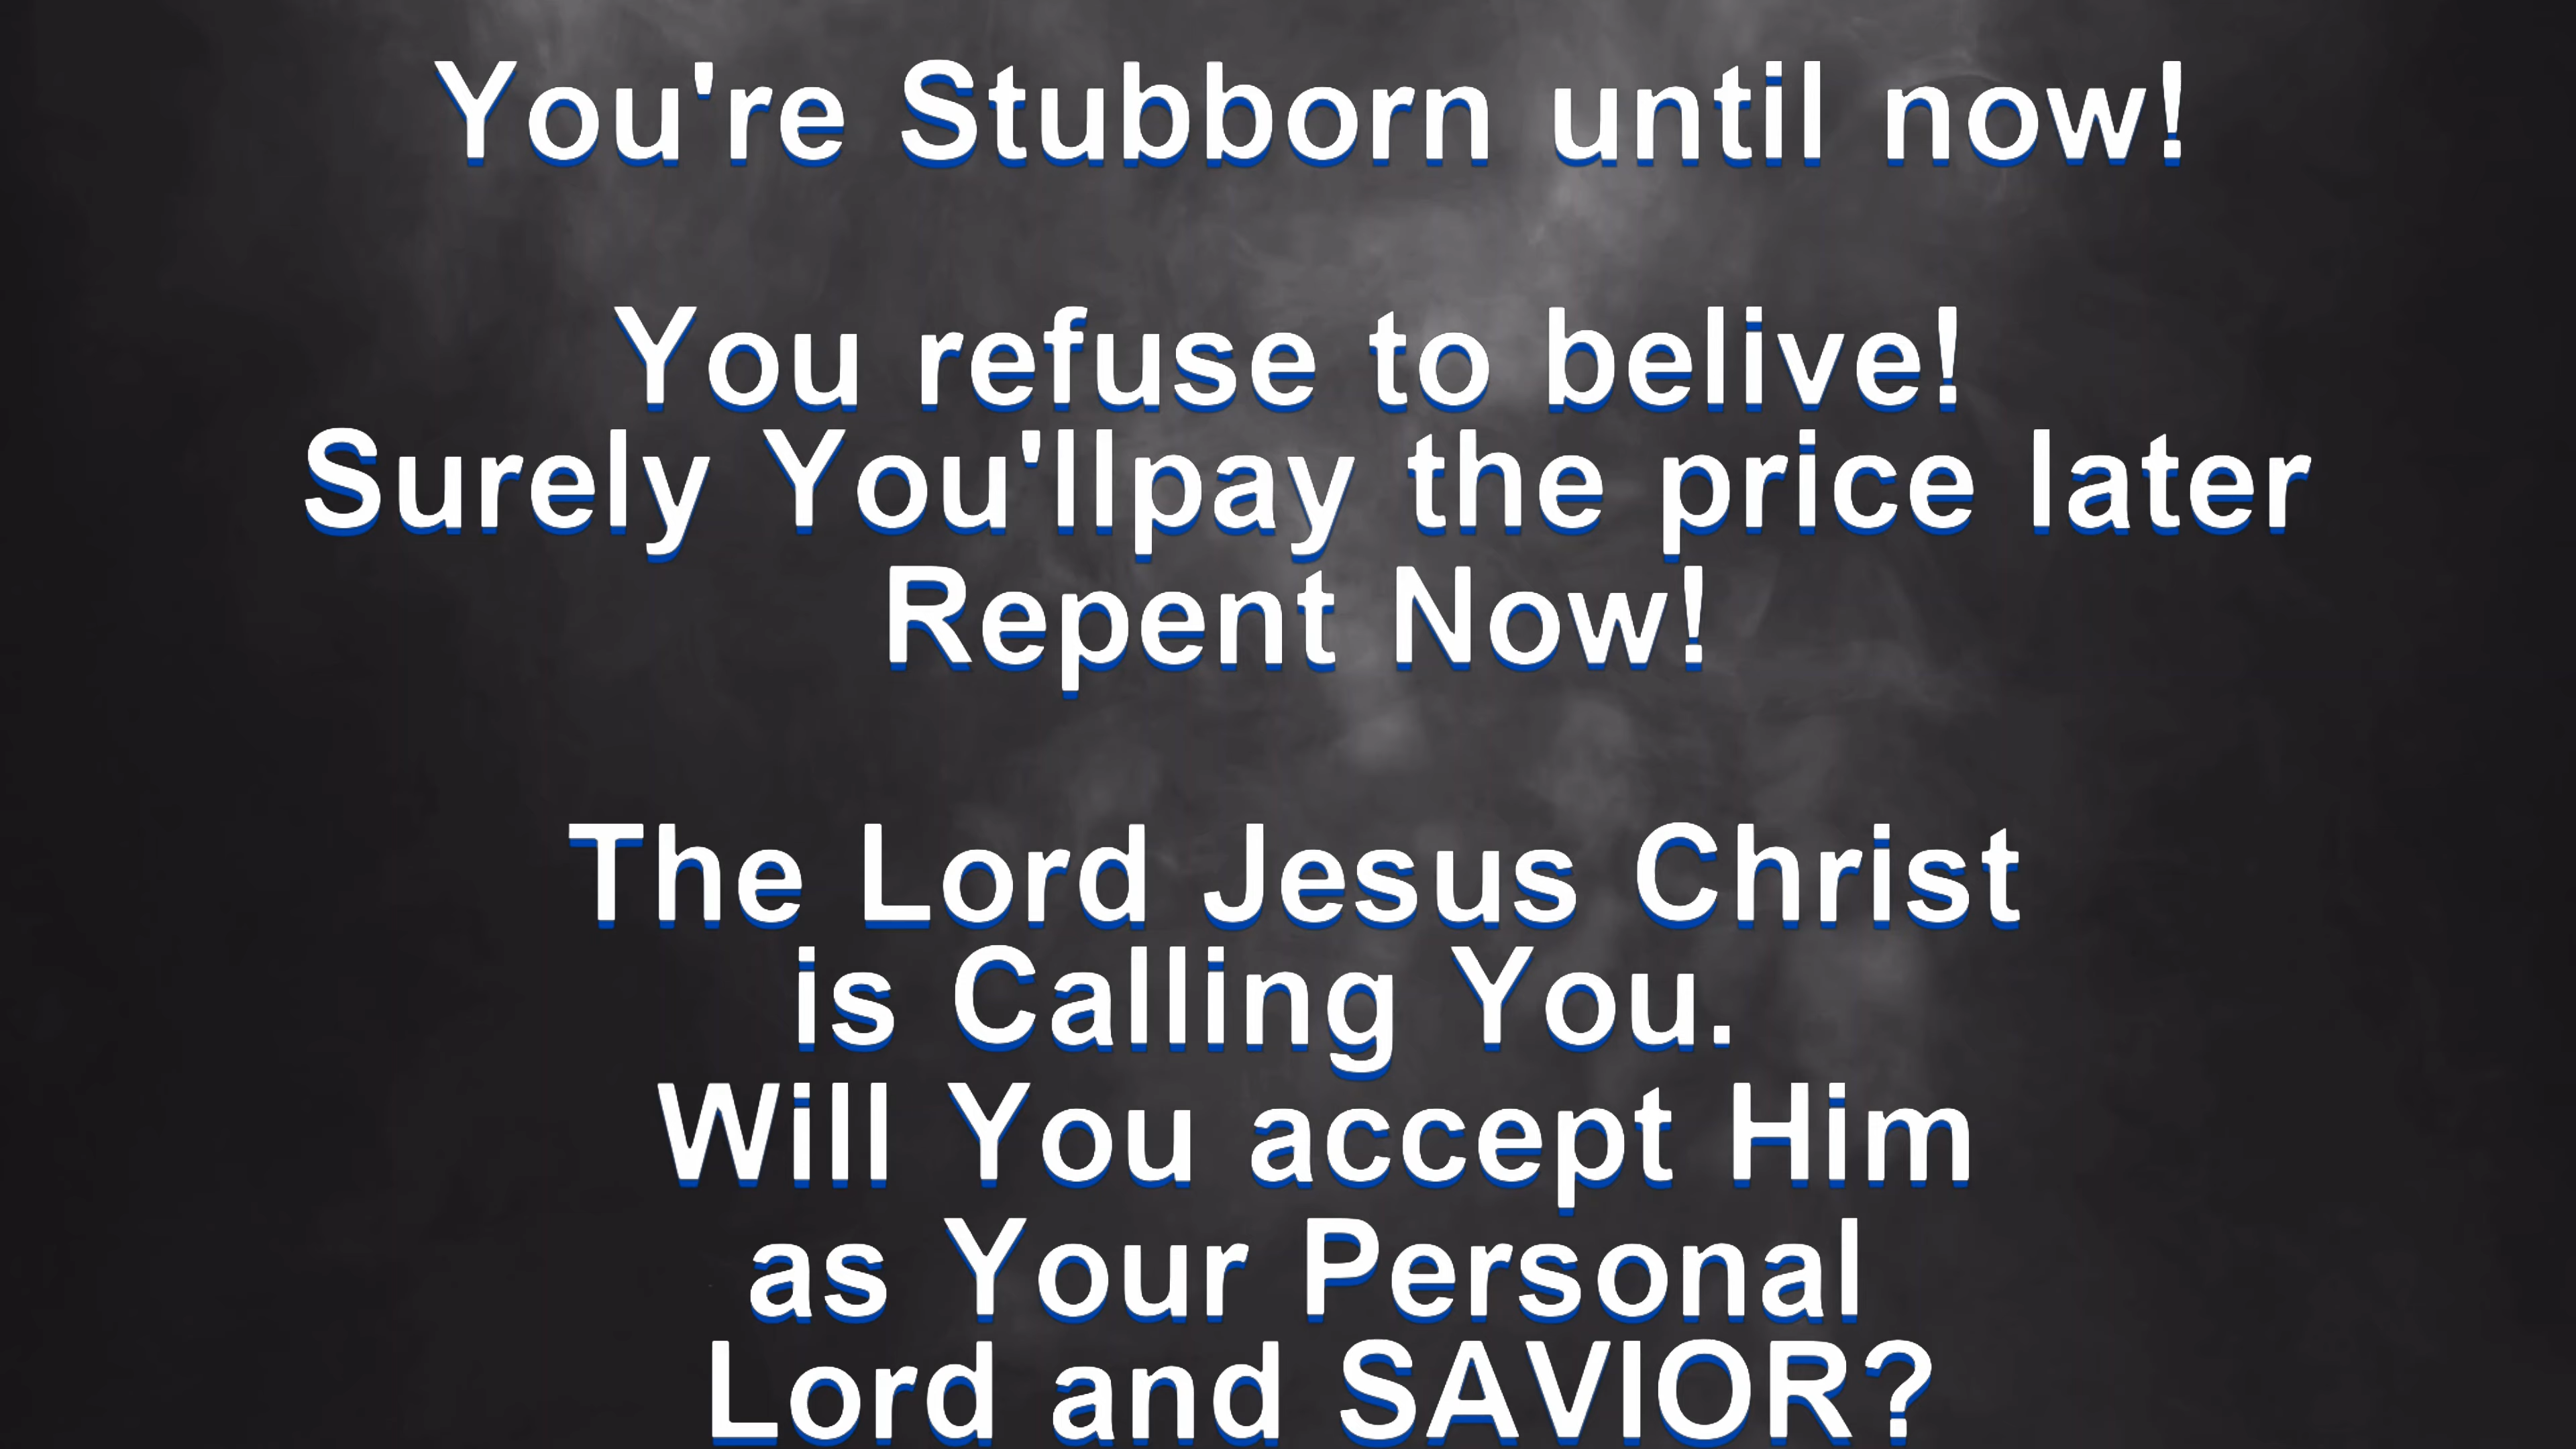 You're Stubborn until now!
You refuse to belive!
Surely You'llpay the price later
Repent Now!
The Lord Jesus Christ
is Calling You.
Will You accept Him
as Your Personal
Lord and SAVIOR?